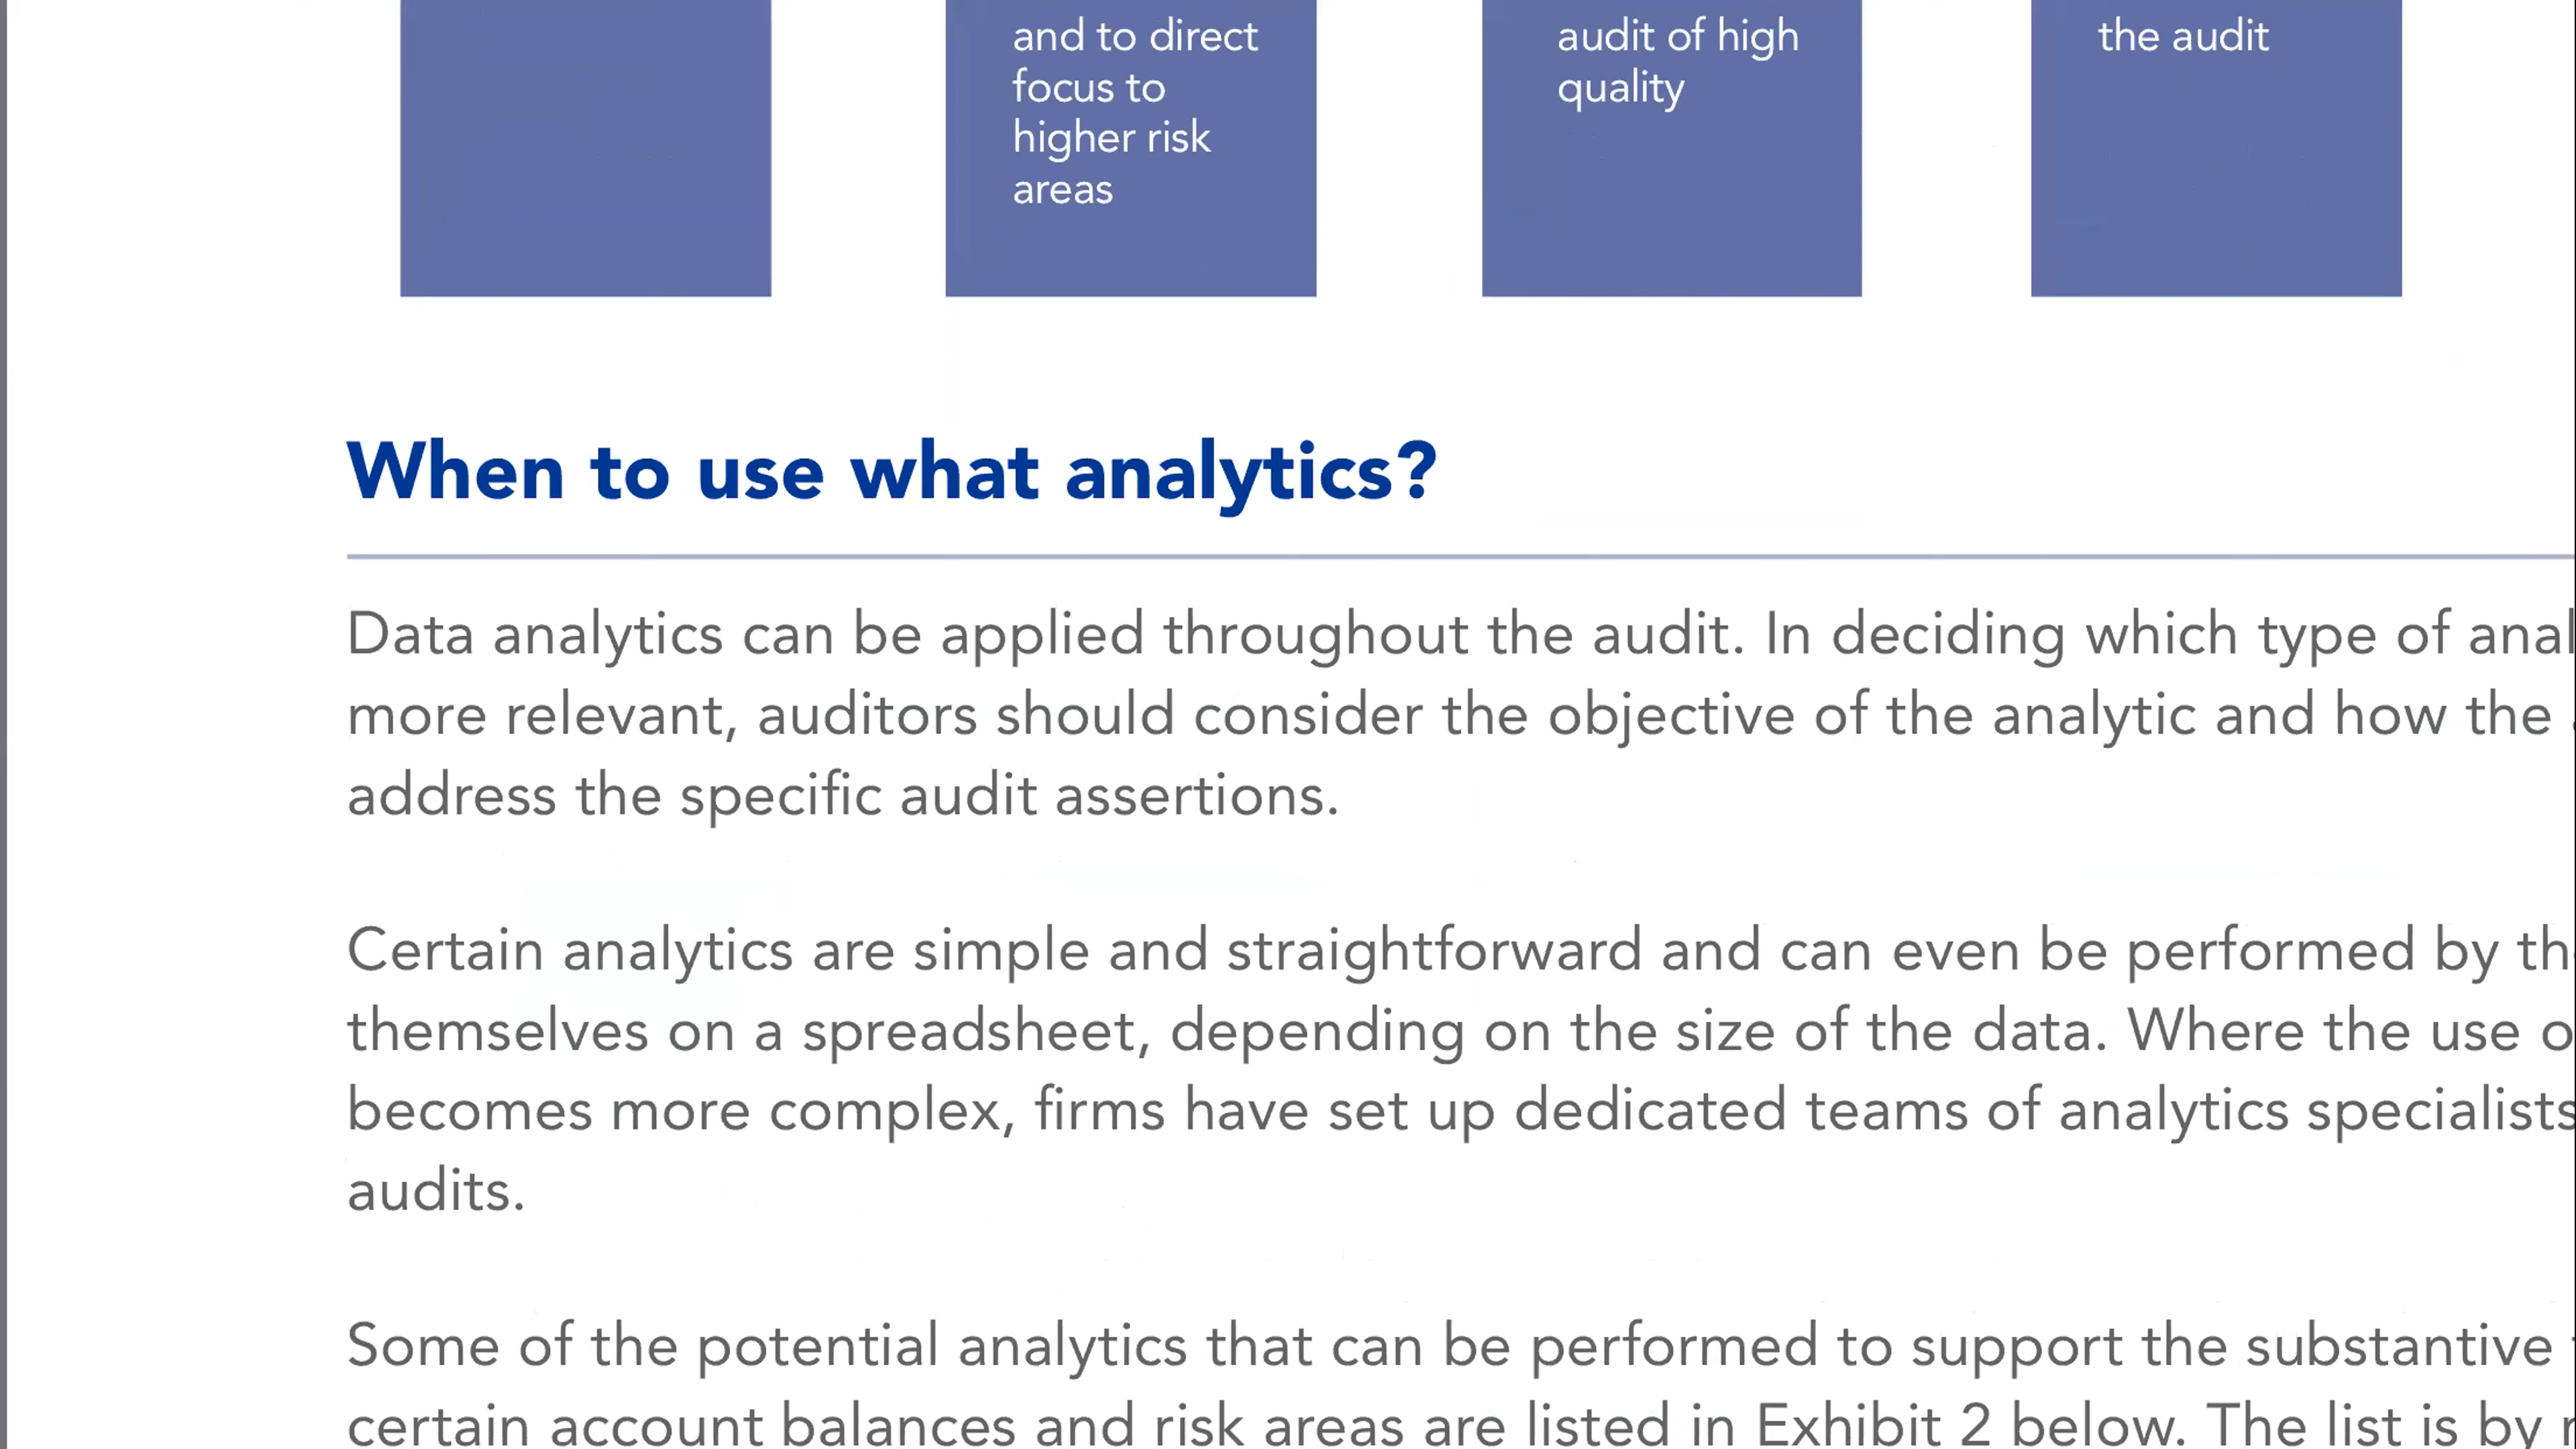 and to direct
focus to
higher risk
areas
audit of high
quality
the audit
When to use what analytics?
Data analytics can be applied throughout the audit. In deciding which type of
more relevant, auditors should consider the objective of the analytic and how the
address the specific audit assertions.
Certain analytics are simple and straightforward and can even be performed by
themselves on a spreadsheet, depending on the size of the data. Where the use
becomes more complex, firms have set up dedicated teams of analytics specialists
audits.
Some of the potential analytics that can be performed to support the substantive
certain account balances and risk areas are listed in Exhibit 2 below. The list is by